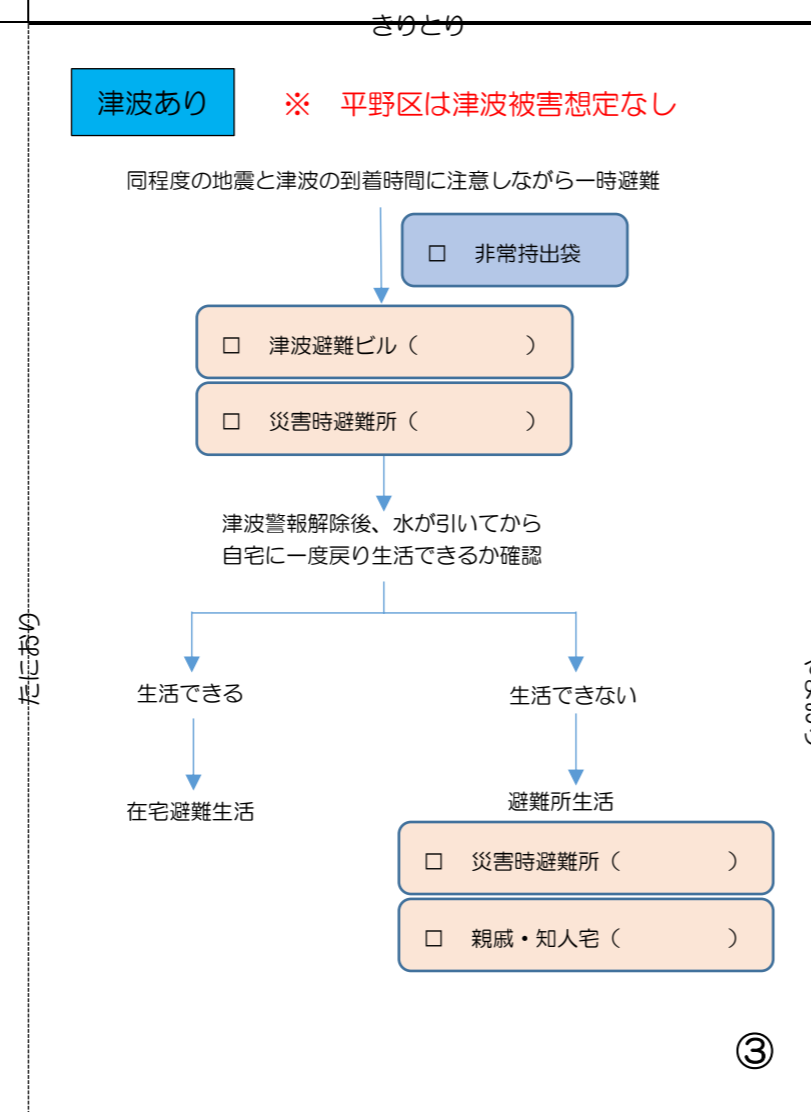 きりとり
津波あり
※　平野区は津波被害想定なし
同程度の地震と津波の到着時間に注意しながら一時避難
□　非常持出袋
□　津波避難ビル（　　　　　）
□　災害時避難所（　　　　　）
津波警報解除後、水が引いてから
自宅に一度戻り生活できるか確認
たにおり
生活できる
生活できない
在宅避難生活
避難所生活
□　災害時避難所（　　　　　）
□　親戚・知人宅（　　　　　）
③